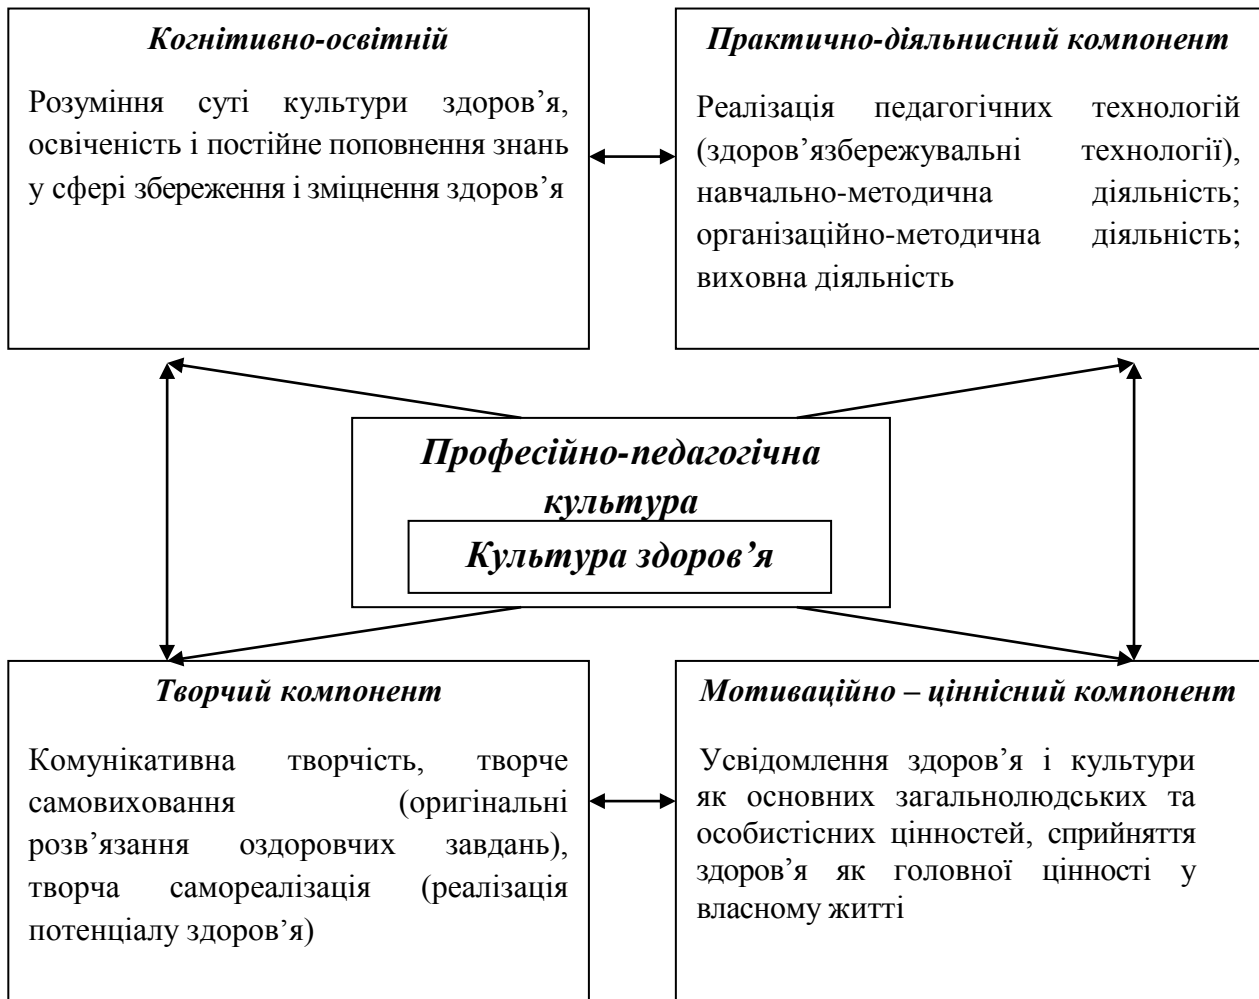 Когнітивно-освітній
Розуміння суті культури здоров’я,
освіченість і постійне поповнення знань
у сфері збереження і зміцнення здоров’я
Практично-діяльнисний компонент
Реалізація педагогічних технологій
(здоров’язбережувальні технології),
навчально-методична діяльність;
організаційно-методична діяльність;
виховна діяльність
Професійно-педагогічна
культура
Культура здоров’я
Творчий компонент
Комунікативна творчість, творче
самовиховання (оригінальні
розв’язання оздоровчих завдань),
творча самореалізація (реалізація
потенціалу здоров’я)
Мотиваційно – ціннісний компонент
Усвідомлення здоров’я і культури
як основних загальнолюдських та
особистісних цінностей, сприйняття
здоров’я як головної цінності у
власному житті